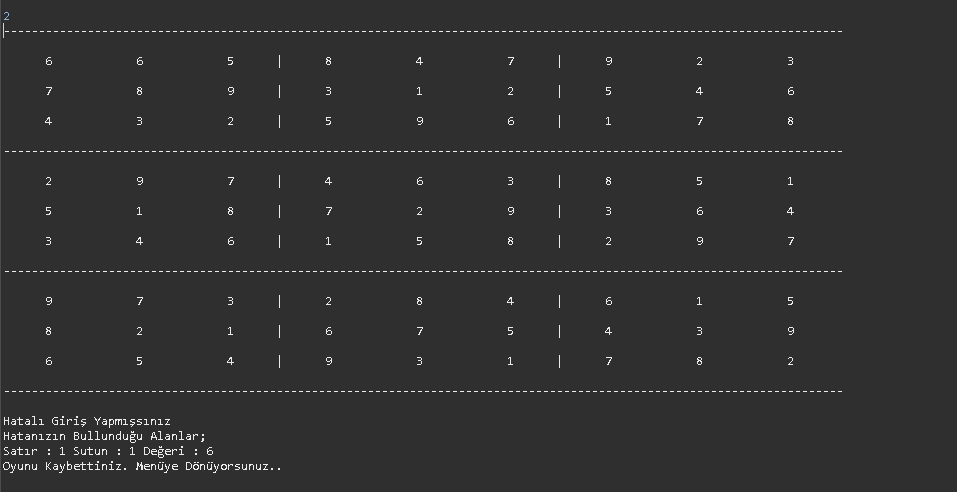 2
------------------------------------------------------------------------------------------------------------------------
6 6 5 | 8 4 7 | 9 2 3
7 8 9 | 3 1 2 | 5 4 6
4 3 2 | 5 9 6 | 1 7 8
------------------------------------------------------------------------------------------------------------------------
2 9 7 | 4 6 3 | 8 5 1
5 1 8 | 7 2 9 | 3 6 4
3 4 6 | 1 5 8 | 2 9 7
------------------------------------------------------------------------------------------------------------------------
9 7 3 | 2 8 4 | 6 1 5
8 2 1 | 6 7 5 | 4 3 9
6 5 4 | 9 3 1 | 7 8 2
------------------------------------------------------------------------------------------------------------------------
Hatalı Giriş Yapmışsınız
Hatanızın Bullunduğu Alanlar;
Satır : 1 Sutun : 1 Değeri : 6
Oyunu Kaybettiniz. Menüye Dönüyorsunuz..